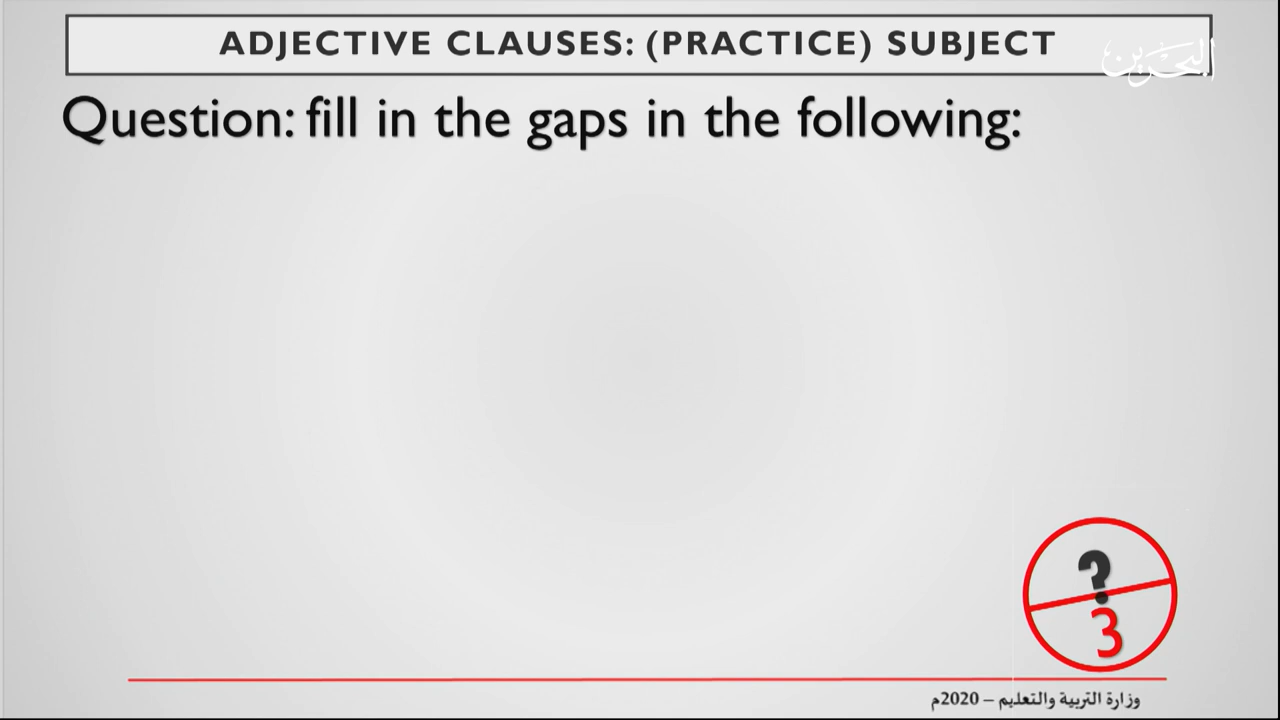 ADJECTIVE CLAUSES: (PRACTICE) SUBJECT
البحرين
Question: fill in the gaps in the following:
?
3
وزارة التربية والتعليم – 2020م